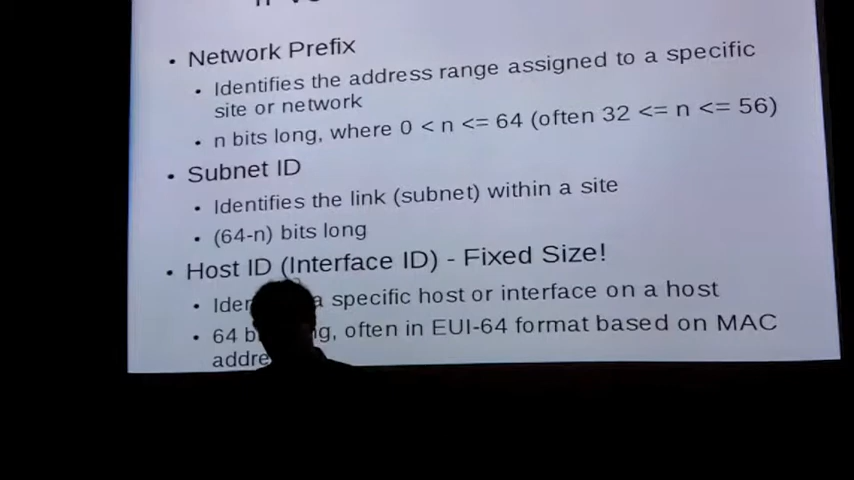 • Network Prefix
• Identifies the address range assigned to a specific
site or network
• n bits long, where 0 < n <= 64 (often 32 <= n <= 56)
• Subnet ID
• Identifies the link (subnet) within a site
• (64-n) bits long
• Host ID (Interface ID) - Fixed Size!
• a specific host or interface on a host
• 64 often in EUI-64 format based on MAC